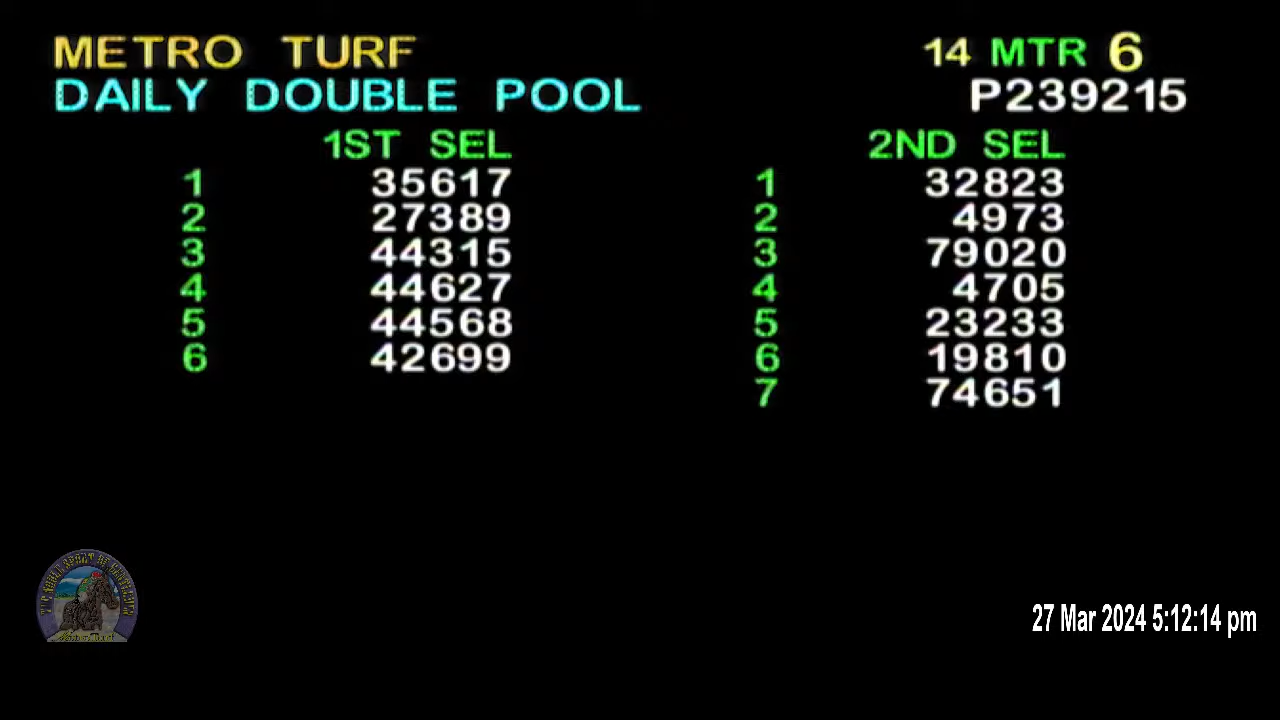 METRO TURF 14 MTR 6
DAILY DOUBLE POOL P239215
1ST SEL 2ND SEL
1 35617 1 32823
2 27389 2 4973
3 44315 3 79020
4 44627 4 4705
5 44568 5 23233
6 42699 6 19810
7 74651
27 Mar 2024 5:12:14 pm